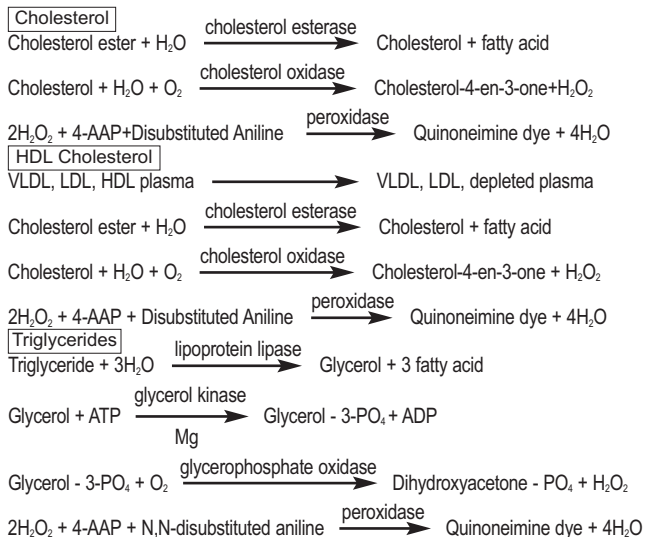 Cholesterol
Cholesterol ester + H₂O cholesterol esterase Cholesterol + fatty acid
Cholesterol + H₂O + O₂ cholesterol oxidase Cholesterol-4-en-3-one+H₂O₂
2H₂O₂ + 4-AAP+Disubstituted Aniline peroxidase Quinoneimine dye + 4H₂O
HDL Cholesterol
VLDL, LDL, HDL plasma VLDL, LDL, depleted plasma
Cholesterol ester + H₂O cholesterol esterase Cholesterol + fatty acid
Cholesterol + H₂O + O₂ cholesterol oxidase Cholesterol-4-en-3-one + H₂O₂
2H₂O₂ + 4-AAP + Disubstituted Aniline peroxidase Quinoneimine dye + 4H₂O
Triglycerides
Triglyceride + 3H₂O lipoprotein lipase Glycerol + 3 fatty acid
Glycerol + ATP glycerol kinase Glycerol - 3-PO₄ + ADP
Mg
Glycerol - 3-PO₄ + O₂ glycerophosphate oxidase Dihydroxyacetone - PO₄ + H₂O₂
2H₂O₂ + 4-AAP + N,N-disubstituted aniline peroxidase Quinoneimine dye + 4H₂O